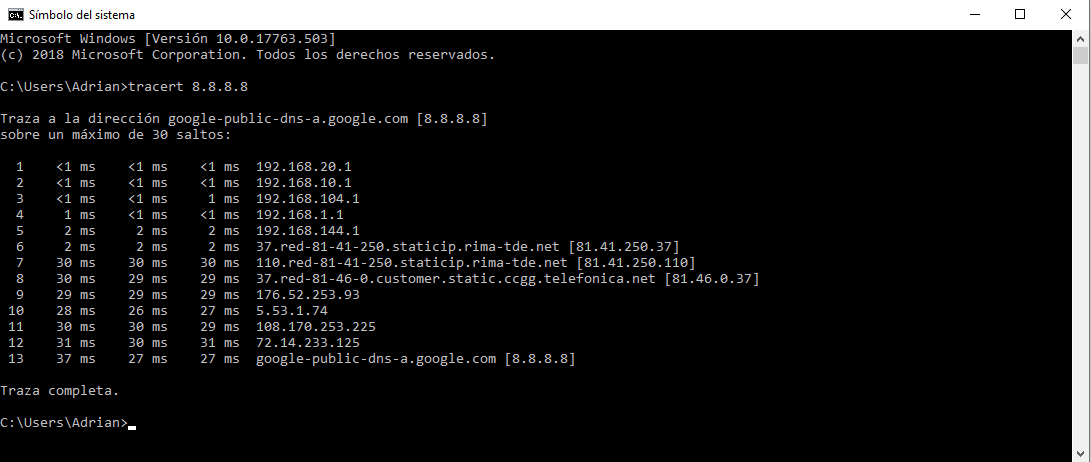 Símbolo del sistema
Microsoft Windows [Versión 10.0.17763.503]
(c) 2018 Microsoft Corporation. Todos los derechos reservados.
C:\Users\Adrian>tracert 8.8.8.8
Traza a la dirección google-public-dns-a.google.com [8.8.8.8]
sobre un máximo de 30 saltos:
1 <1 ms <1 ms <1 ms 192.168.20.1
2 <1 ms <1 ms <1 ms 192.168.10.1
3 <1 ms <1 ms 1 ms 192.168.104.1
4 1 ms <1 ms <1 ms 192.168.1.1
5 2 ms 2 ms 2 ms 192.168.144.1
6 2 ms 2 ms 2 ms 37.red-81-41-250.staticip.rima-tde.net [81.41.250.37]
7 30 ms 30 ms 30 ms 110.red-81-41-250.staticip.rima-tde.net [81.41.250.110]
8 30 ms 29 ms 29 ms 37.red-81-46-0.customer.static.ccgg.telefonica.net [81.46.0.37]
9 29 ms 29 ms 29 ms 176.52.253.93
10 28 ms 26 ms 27 ms 5.53.1.74
11 30 ms 30 ms 29 ms 108.170.253.225
12 31 ms 30 ms 31 ms 72.14.233.125
13 37 ms 27 ms 27 ms google-public-dns-a.google.com [8.8.8.8]
Traza completa.
C:\Users\Adrian>